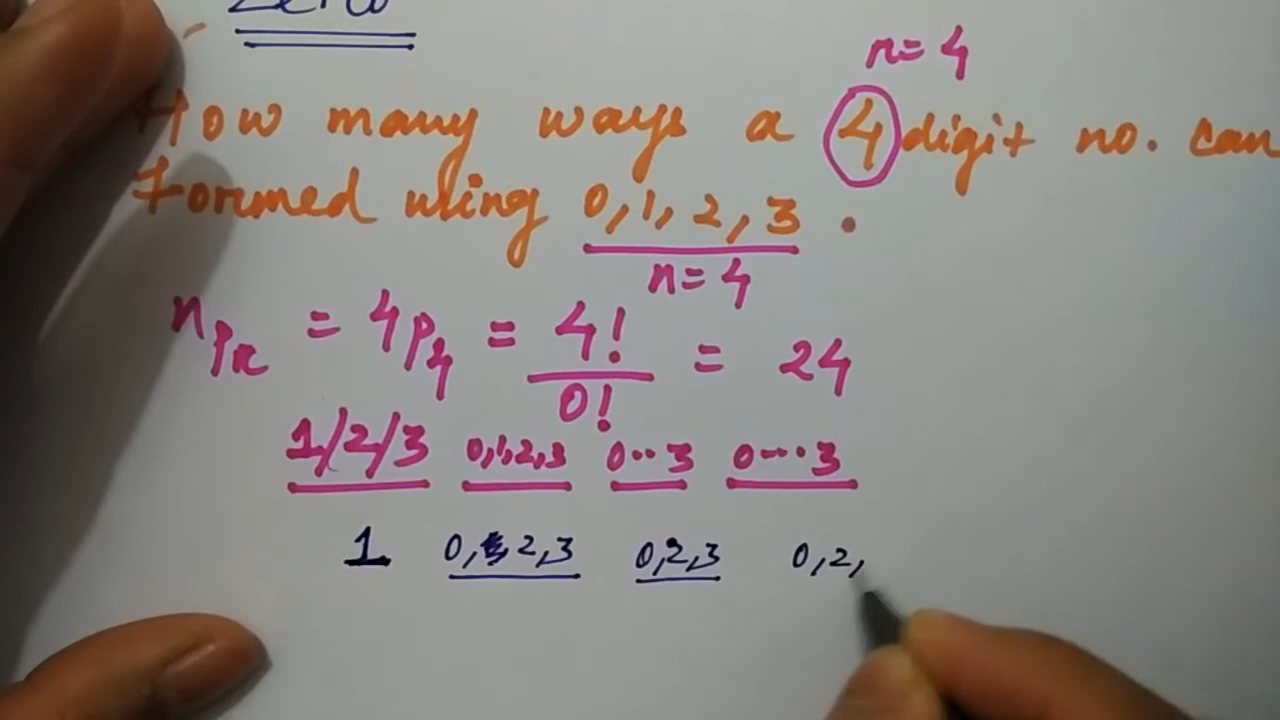 Zero
r=4
How many ways a 4 digit no. can
formed using 0,1,2,3.
n=4
nPr = 4P4 = 4!/0! = 24
1/2/3 0,1,2,3 0..3 0...3
1 0, 2,3 0,2,3 0,2,